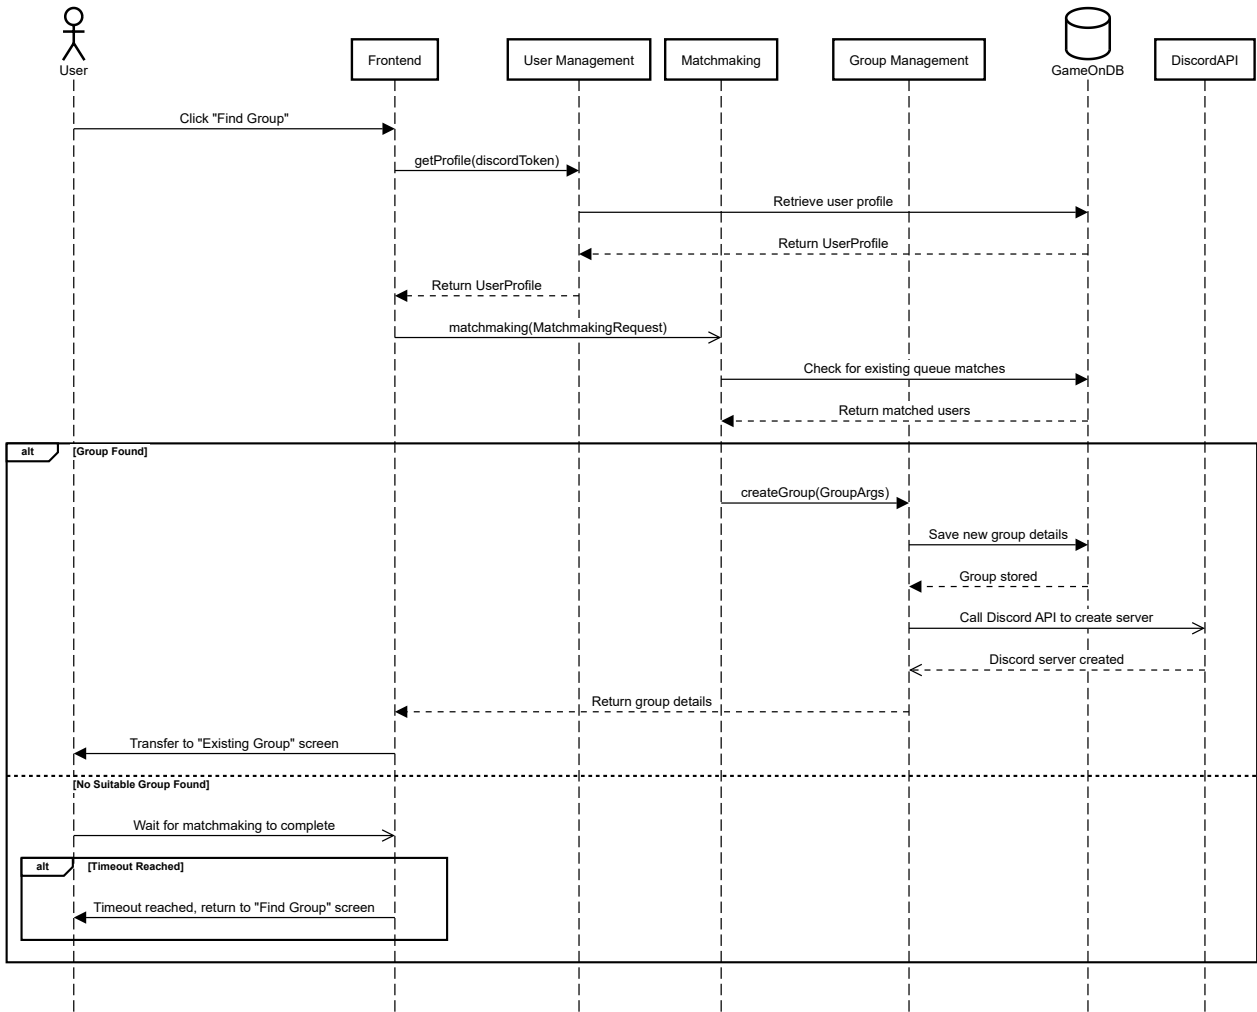 User
Frontend
User Management
Matchmaking
Group Management
GameOnDB
DiscordAPI
Click "Find Group"
getProfile(discordToken)
Retrieve user profile
Return UserProfile
Return UserProfile
matchmaking(MatchmakingRequest)
Check for existing queue matches
Return matched users
alt
[Group Found]
createGroup(GroupArgs)
Save new group details
Group stored
Call Discord API to create server
Discord server created
Return group details
Transfer to "Existing Group" screen
[No Suitable Group Found]
Wait for matchmaking to complete
alt
[Timeout Reached]
Timeout reached, return to "Find Group" screen